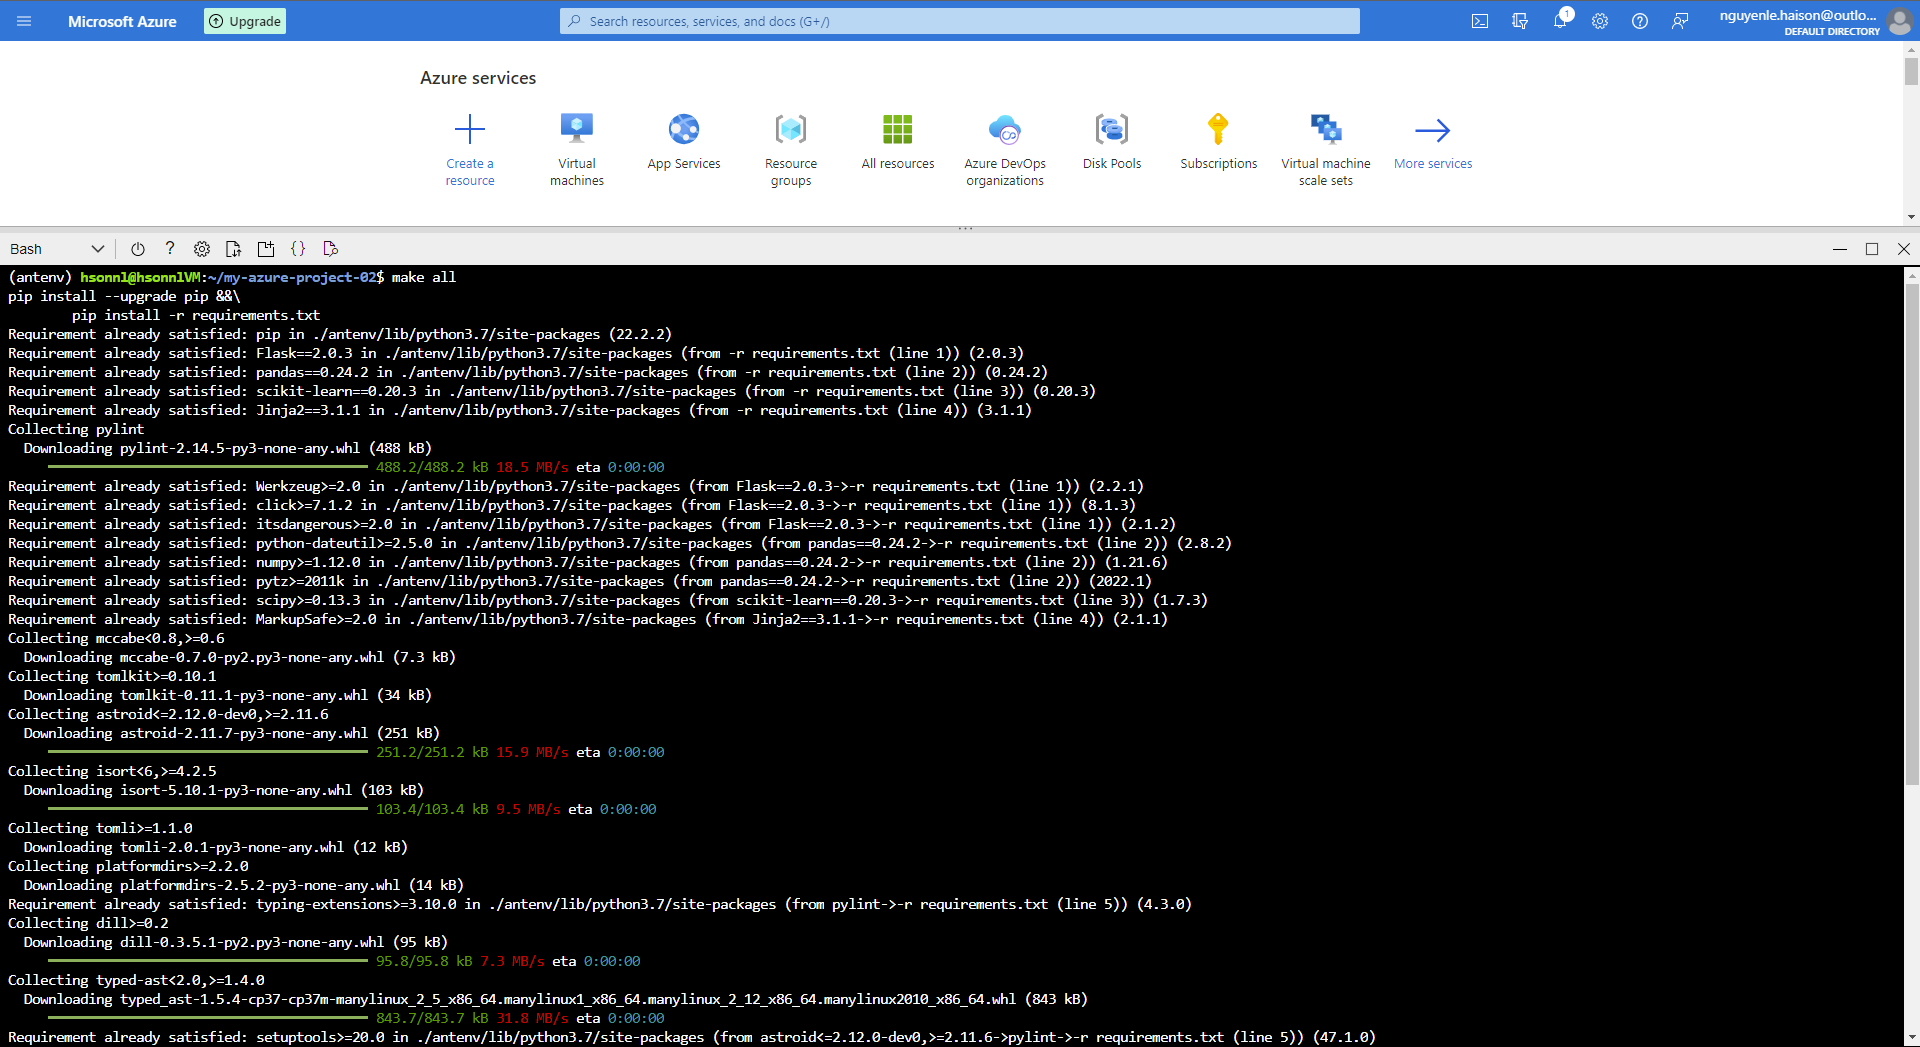 Microsoft Azure
Upgrade
Search resources, services, and docs (G+/)
1
nguyenle.haison@outlo...
DEFAULT DIRECTORY
Azure services
Create a resource
Virtual machines
App Services
Resource groups
All resources
Azure DevOps organizations
Disk Pools
Subscriptions
Virtual machine scale sets
More services
Bash
(antenv) hsonnl@hsonnlVM:~/my-azure-project-02$ make all
pip install --upgrade pip &&\
pip install -r requirements.txt
Requirement already satisfied: pip in ./antenv/lib/python3.7/site-packages (22.2.2)
Requirement already satisfied: Flask==2.0.3 in ./antenv/lib/python3.7/site-packages (from -r requirements.txt (line 1)) (2.0.3)
Requirement already satisfied: pandas==0.24.2 in ./antenv/lib/python3.7/site-packages (from -r requirements.txt (line 2)) (0.24.2)
Requirement already satisfied: scikit-learn==0.20.3 in ./antenv/lib/python3.7/site-packages (from -r requirements.txt (line 3)) (0.20.3)
Requirement already satisfied: Jinja2==3.1.1 in ./antenv/lib/python3.7/site-packages (from -r requirements.txt (line 4)) (3.1.1)
Collecting pylint
Downloading pylint-2.14.5-py3-none-any.whl (488 kB)
488.2/488.2 kB 18.5 MB/s eta 0:00:00
Requirement already satisfied: Werkzeug>=2.0 in ./antenv/lib/python3.7/site-packages (from Flask==2.0.3->-r requirements.txt (line 1)) (2.2.1)
Requirement already satisfied: click>=7.1.2 in ./antenv/lib/python3.7/site-packages (from Flask==2.0.3->-r requirements.txt (line 1)) (8.1.3)
Requirement already satisfied: itsdangerous>=2.0 in ./antenv/lib/python3.7/site-packages (from Flask==2.0.3->-r requirements.txt (line 1)) (2.1.2)
Requirement already satisfied: python-dateutil>=2.5.0 in ./antenv/lib/python3.7/site-packages (from pandas==0.24.2->-r requirements.txt (line 2)) (2.8.2)
Requirement already satisfied: numpy>=1.12.0 in ./antenv/lib/python3.7/site-packages (from pandas==0.24.2->-r requirements.txt (line 2)) (1.21.6)
Requirement already satisfied: pytz>=2011k in ./antenv/lib/python3.7/site-packages (from pandas==0.24.2->-r requirements.txt (line 2)) (2022.1)
Requirement already satisfied: scipy>=0.13.3 in ./antenv/lib/python3.7/site-packages (from scikit-learn==0.20.3->-r requirements.txt (line 3)) (1.7.3)
Requirement already satisfied: MarkupSafe>=2.0 in ./antenv/lib/python3.7/site-packages (from Jinja2==3.1.1->-r requirements.txt (line 4)) (2.1.1)
Collecting mccabe<0.8,>=0.6
Downloading mccabe-0.7.0-py2.py3-none-any.whl (7.3 kB)
Collecting tomlkit>=0.10.1
Downloading tomlkit-0.11.1-py3-none-any.whl (34 kB)
Collecting astroid<=2.12.0-dev0,>=2.11.6
Downloading astroid-2.11.7-py3-none-any.whl (251 kB)
251.2/251.2 kB 15.9 MB/s eta 0:00:00
Collecting isort<6,>=4.2.5
Downloading isort-5.10.1-py3-none-any.whl (103 kB)
103.4/103.4 kB 9.5 MB/s eta 0:00:00
Collecting tomli>=1.1.0
Downloading tomli-2.0.1-py3-none-any.whl (12 kB)
Collecting platformdirs>=2.2.0
Downloading platformdirs-2.5.2-py3-none-any.whl (14 kB)
Requirement already satisfied: typing-extensions>=3.10.0 in ./antenv/lib/python3.7/site-packages (from pylint->-r requirements.txt (line 5)) (4.3.0)
Collecting dill>=0.2
Downloading dill-0.3.5.1-py2.py3-none-any.whl (95 kB)
95.8/95.8 kB 7.3 MB/s eta 0:00:00
Collecting typed-ast<2.0,>=1.4.0
Downloading typed_ast-1.5.4-cp37-cp37m-manylinux_2_5_x86_64.manylinux1_x86_64.manylinux_2_12_x86_64.manylinux2010_x86_64.whl (843 kB)
843.7/843.7 kB 31.8 MB/s eta 0:00:00
Requirement already satisfied: setuptools>=20.0 in ./antenv/lib/python3.7/site-packages (from astroid<=2.12.0-dev0,>=2.11.6->pylint->-r requirements.txt (line 5)) (47.1.0)